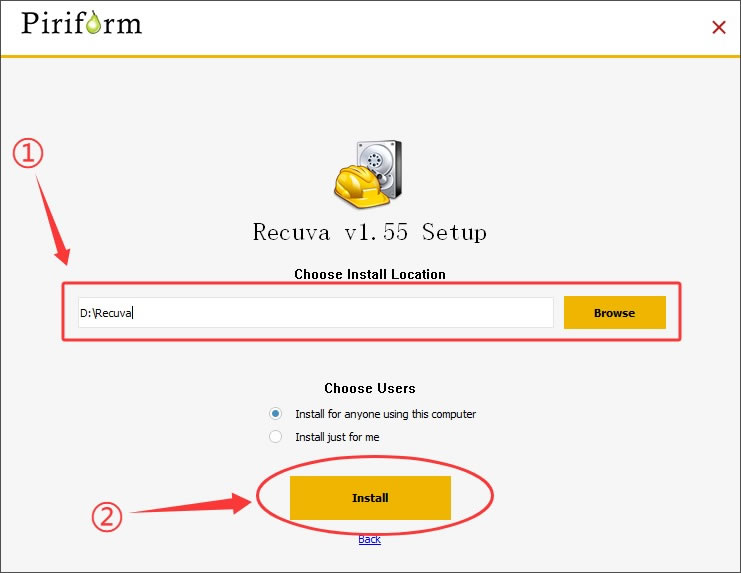 Piriform
①
Recuva v1.55 Setup
Choose Install Location
D:\Recuva
Browse
Choose Users
Install for anyone using this computer
Install just for me
Install
②
Back